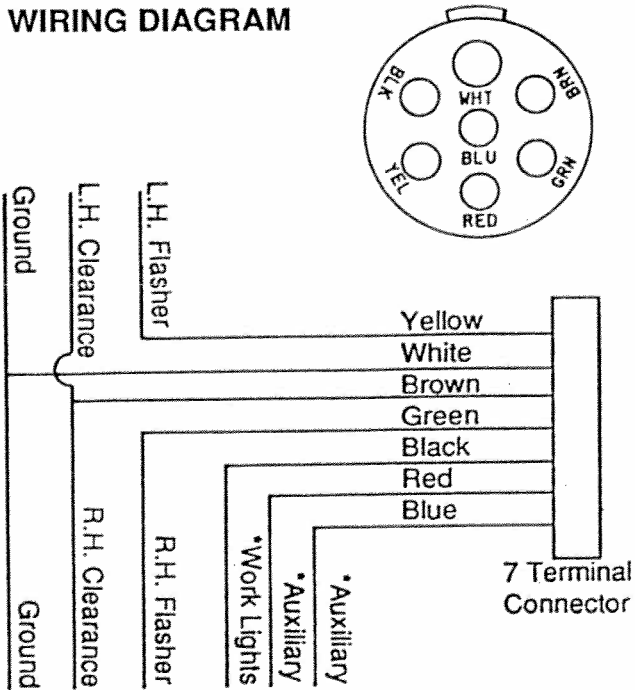 WIRING DIAGRAM
BLK
WHT
BRN
YEL
BLU
GRN
RED
Ground
L.H. Clearance
L.H. Flasher
Yellow
White
Brown
Green
Black
Red
Blue
7 Terminal
Connector
Ground
R.H. Clearance
R.H. Flasher
*Work Lights
*Auxiliary
*Auxiliary